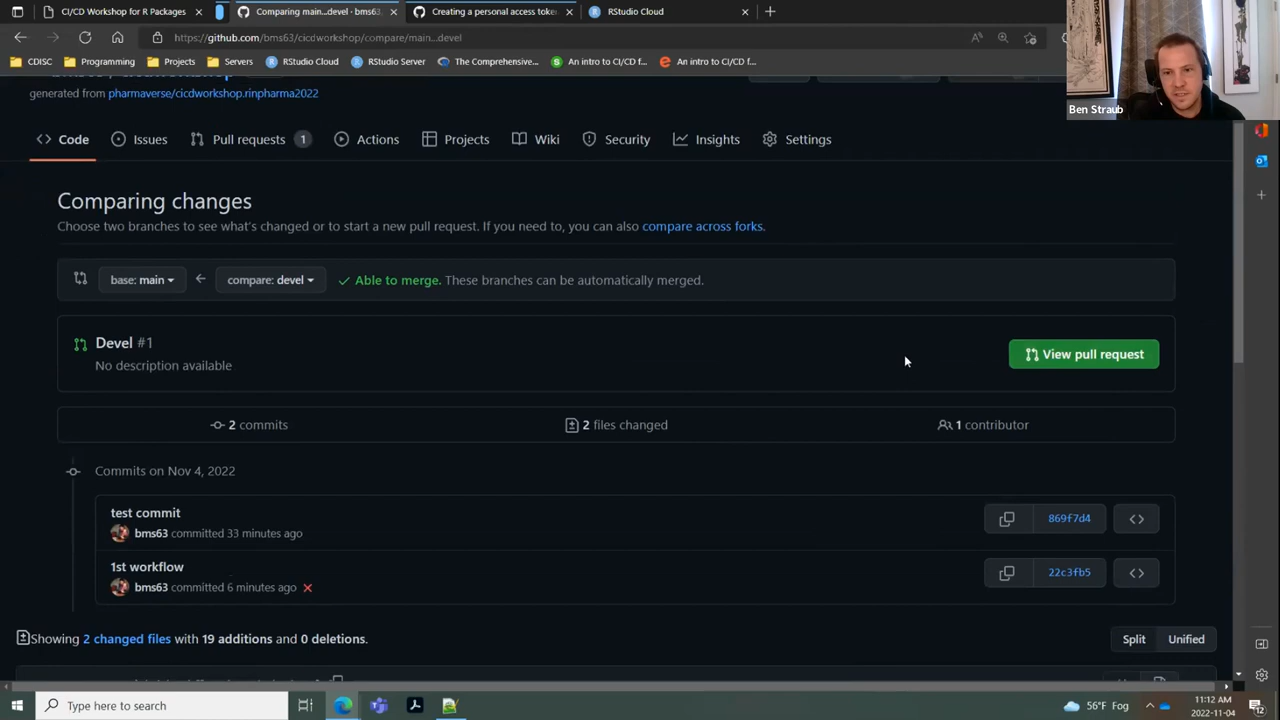 CI/CD Workshop for R Packages
Comparing main...devel · bms63
Creating a personal access toke
RStudio Cloud
https://github.com/bms63/cicdworkshop/compare/main...devel
CDISC
Programming
Projects
Servers
RStudio Cloud
RStudio Server
The Comprehensive...
An intro to CI/CD f...
An intro to CI/CD f...
Ben Straub
generated from pharmaverse/cicdworkshop.rinpharma2022
Code
Issues
Pull requests 1
Actions
Projects
Wiki
Security
Insights
Settings
Comparing changes
Choose two branches to see what's changed or to start a new pull request. If you need to, you can also compare across forks.
base: main
compare: devel
Able to merge. These branches can be automatically merged.
Devel #1
No description available
View pull request
2 commits
2 files changed
1 contributor
Commits on Nov 4, 2022
test commit
bms63 committed 33 minutes ago
869f7d4
1st workflow
bms63 committed 6 minutes ago
22c3fb5
Showing 2 changed files with 19 additions and 0 deletions.
Split
Unified
Type here to search
56°F Fog
11:12 AM
2022-11-04
12